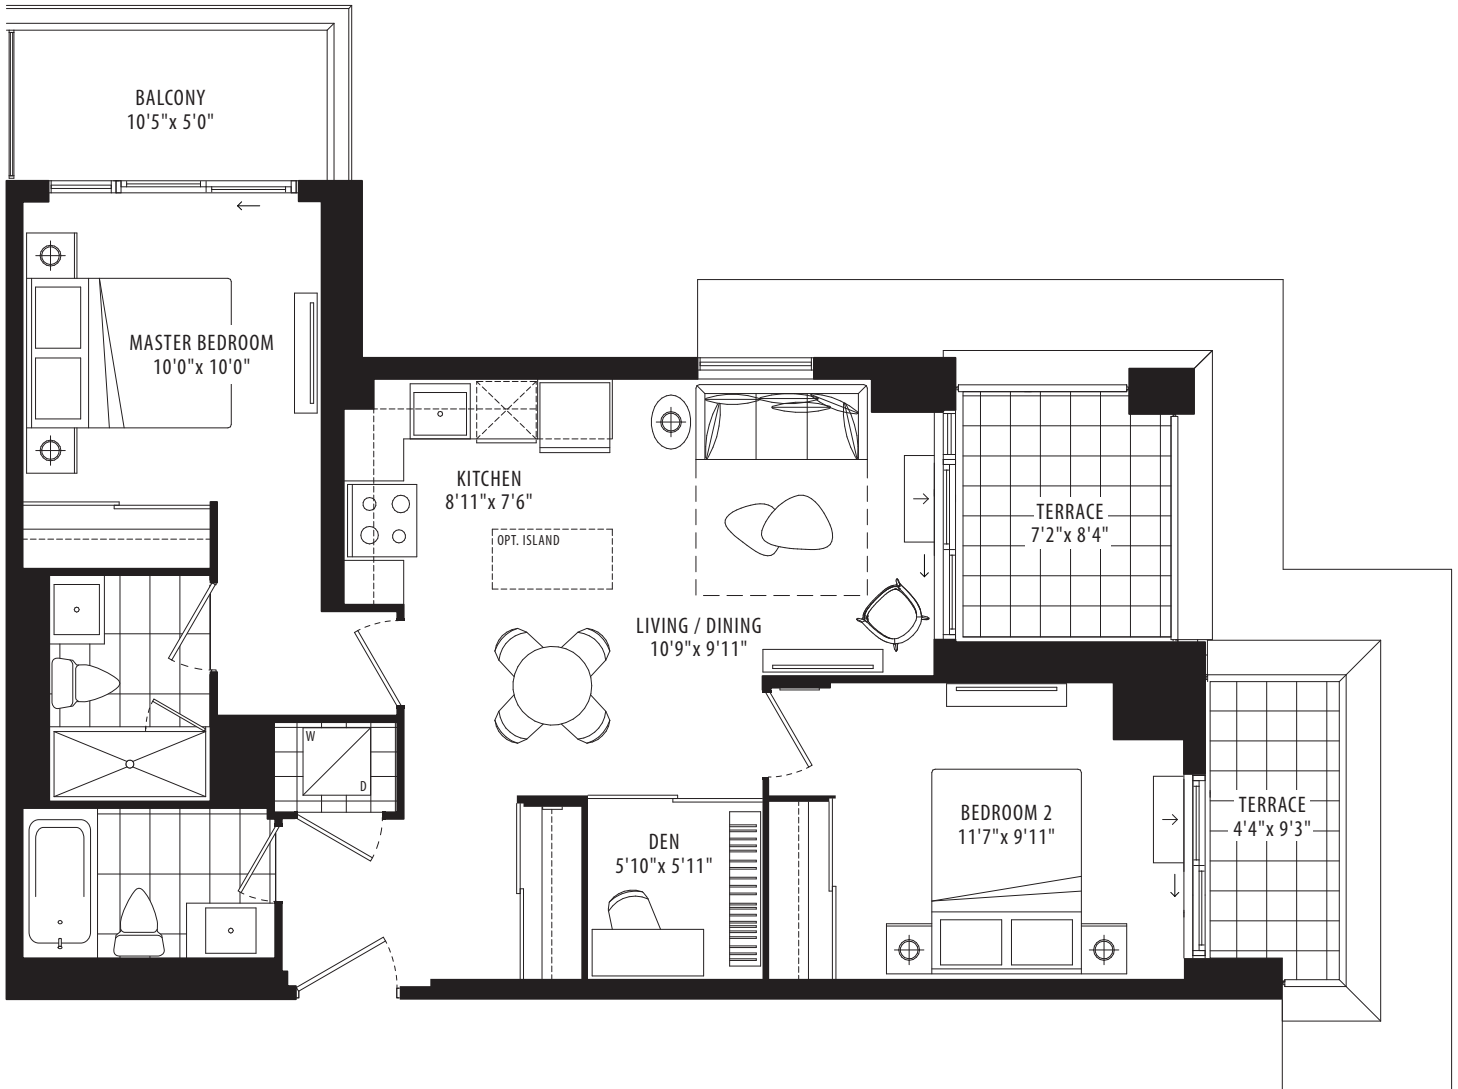 BALCONY
10'5"x 5'0"
MASTER BEDROOM
10'0"x 10'0"
KITCHEN
8'11"x 7'6"
OPT. ISLAND
TERRACE
7'2"x 8'4"
LIVING / DINING
10'9"x 9'11"
W
D
DEN
5'10"x 5'11"
BEDROOM 2
11'7"x 9'11"
TERRACE
4'4"x 9'3"